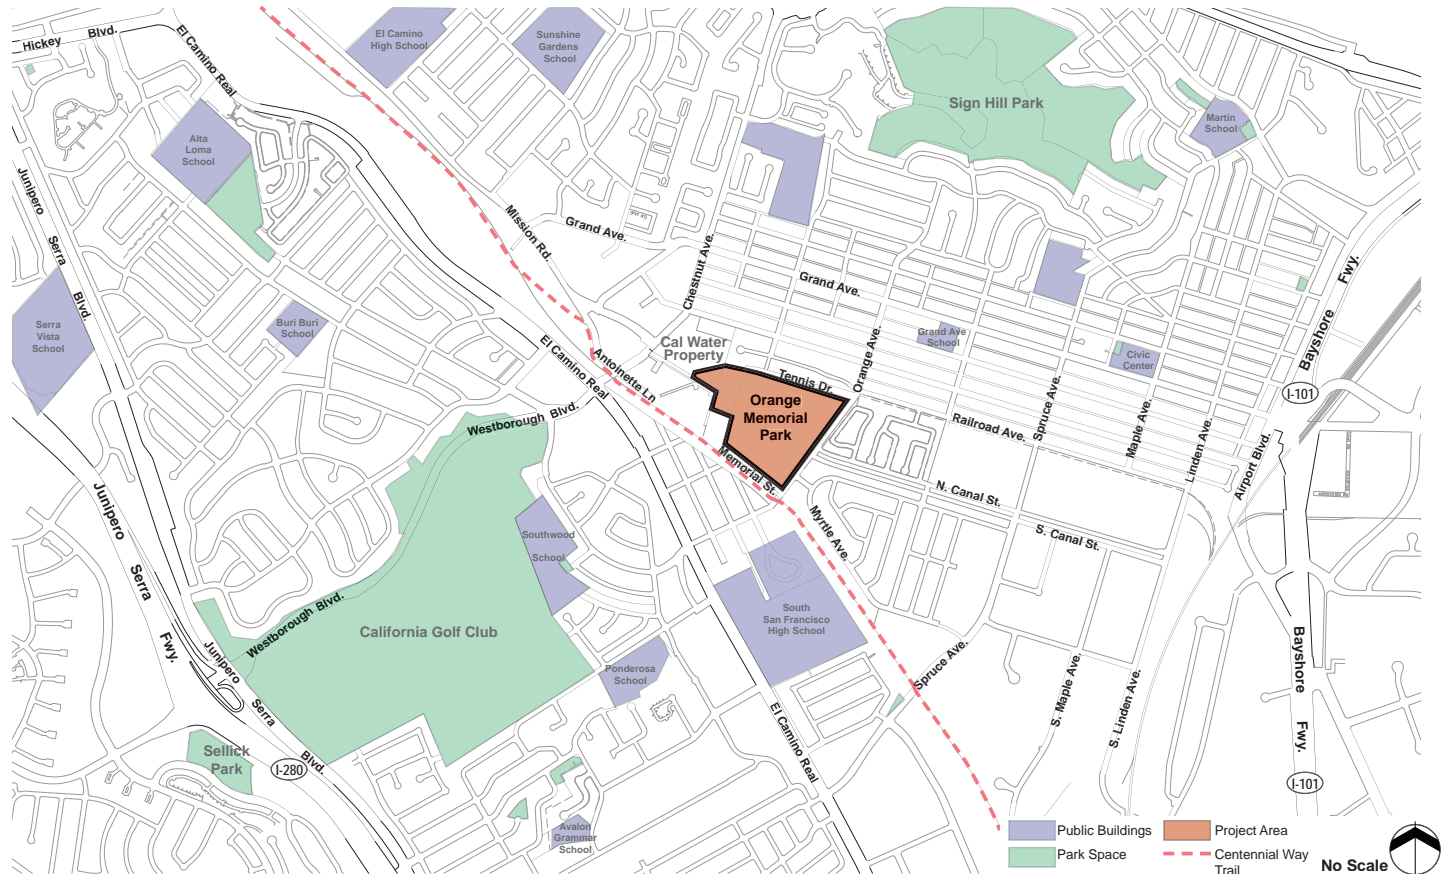 Hickey Blvd.
El Camino Real
El Camino
High School
Sunshine
Gardens
School
Sign Hill Park
Martin
School
Alta
Loma
School
Junipero
Serra
Blvd.
Mission Rd.
Grand Ave.
Chestnut Ave.
Grand Ave.
Bayshore
Fwy.
Serra
Vista
School
Buri Buri
School
Cal Water
Property
Grand Ave
School
Civic
Center
El Camino Real
Antoinette Ln
Tennis Dr.
Orange Ave.
I-101
Orange
Memorial
Park
Westborough Blvd.
Railroad Ave.
Spruce Ave.
Maple Ave.
Linden Ave.
Airport Blvd.
Memorial St.
N. Canal St.
S. Canal St.
Myrtle Ave.
Junipero
Serra
Fwy.
Southwood
School
Westborough Blvd.
California Golf Club
South
San Francisco
High School
Junipero
Serra
Blvd.
Ponderosa
School
Spruce Ave.
S. Maple Ave.
S. Linden Ave.
Bayshore
Fwy.
El Camino Real
Sellick
Park
I-280
I-101
Avalon
Grammar
School
Public Buildings
Project Area
Park Space
Centennial Way
Trail
No Scale